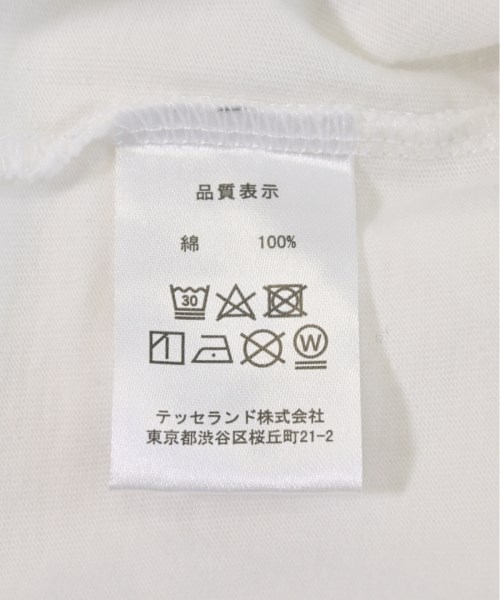 品質表示
綿 100%
30
W
テッセランド株式会社
東京都渋谷区桜丘町21-2